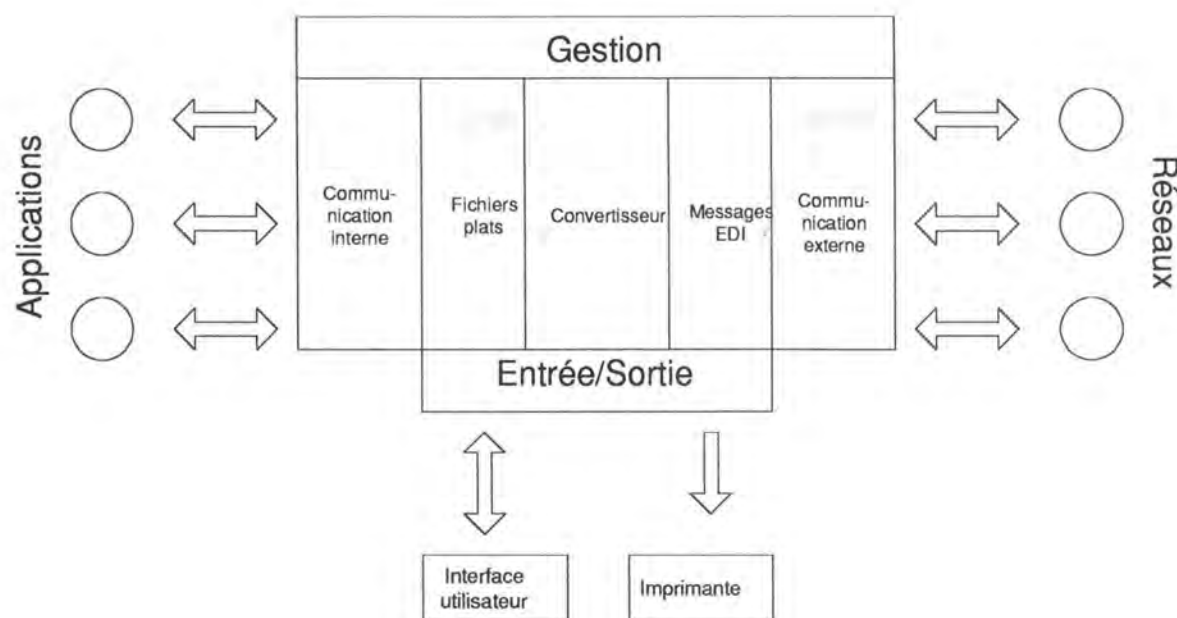 Gestion
Applications
Commu-
nication
interne
Fichiers
plats
Convertisseur
Messages
EDI
Commu-
nication
externe
Réseaux
Entrée/Sortie
Interface
utilisateur
Imprimante